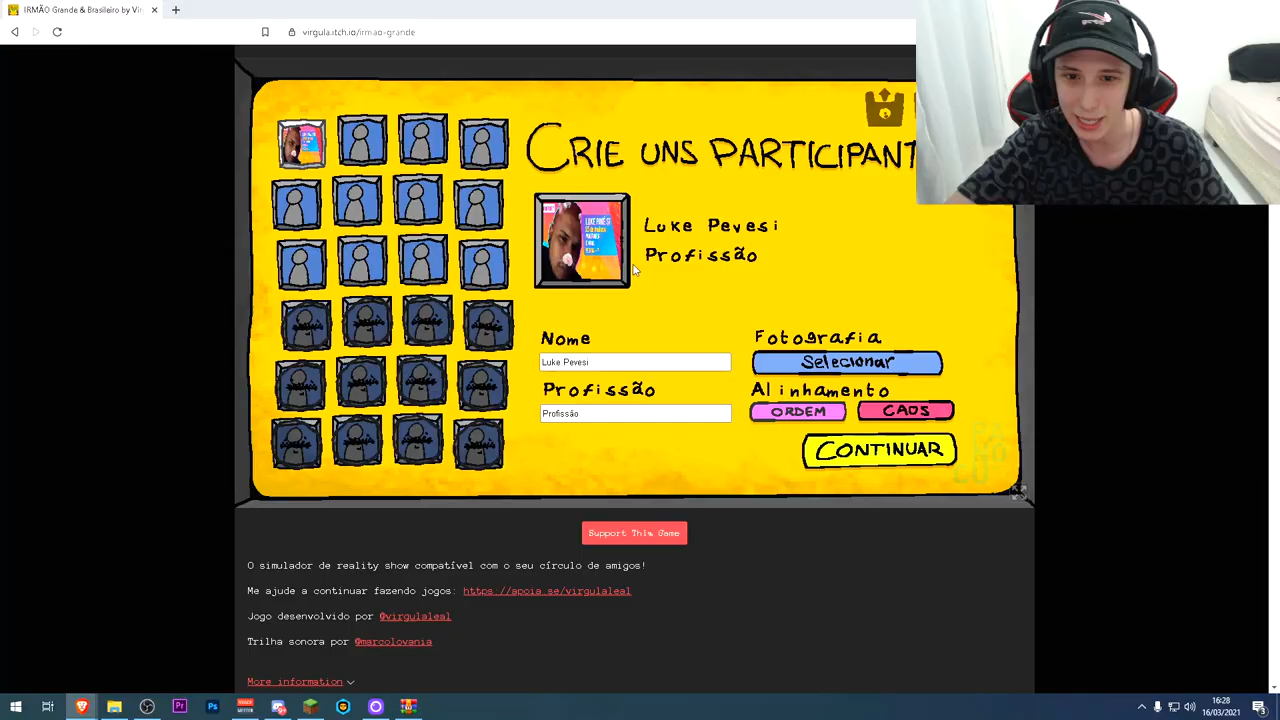 IRMÃO Grande & Brasileiro by Vir
virgula.itch.io/irmao-grande
CRIE UNS PARTICIPANT
Luke Pevesi
Profissão
Nome
Luke Pevesi
Profissão
Profissão
Fotografia
Selecionar
Alinhamento
ORDEM
CAOS
CONTINUAR
Support This Game
O simulador de reality show compatível com o seu círculo de amigos!
Me ajude a continuar fazendo jogos: https://apoia.se/virgulaleal
Jogo desenvolvido por @virgulaleal
Trilha sonora por @marcolovania
More information
Pr
Ps
16:28
16/03/2021
3